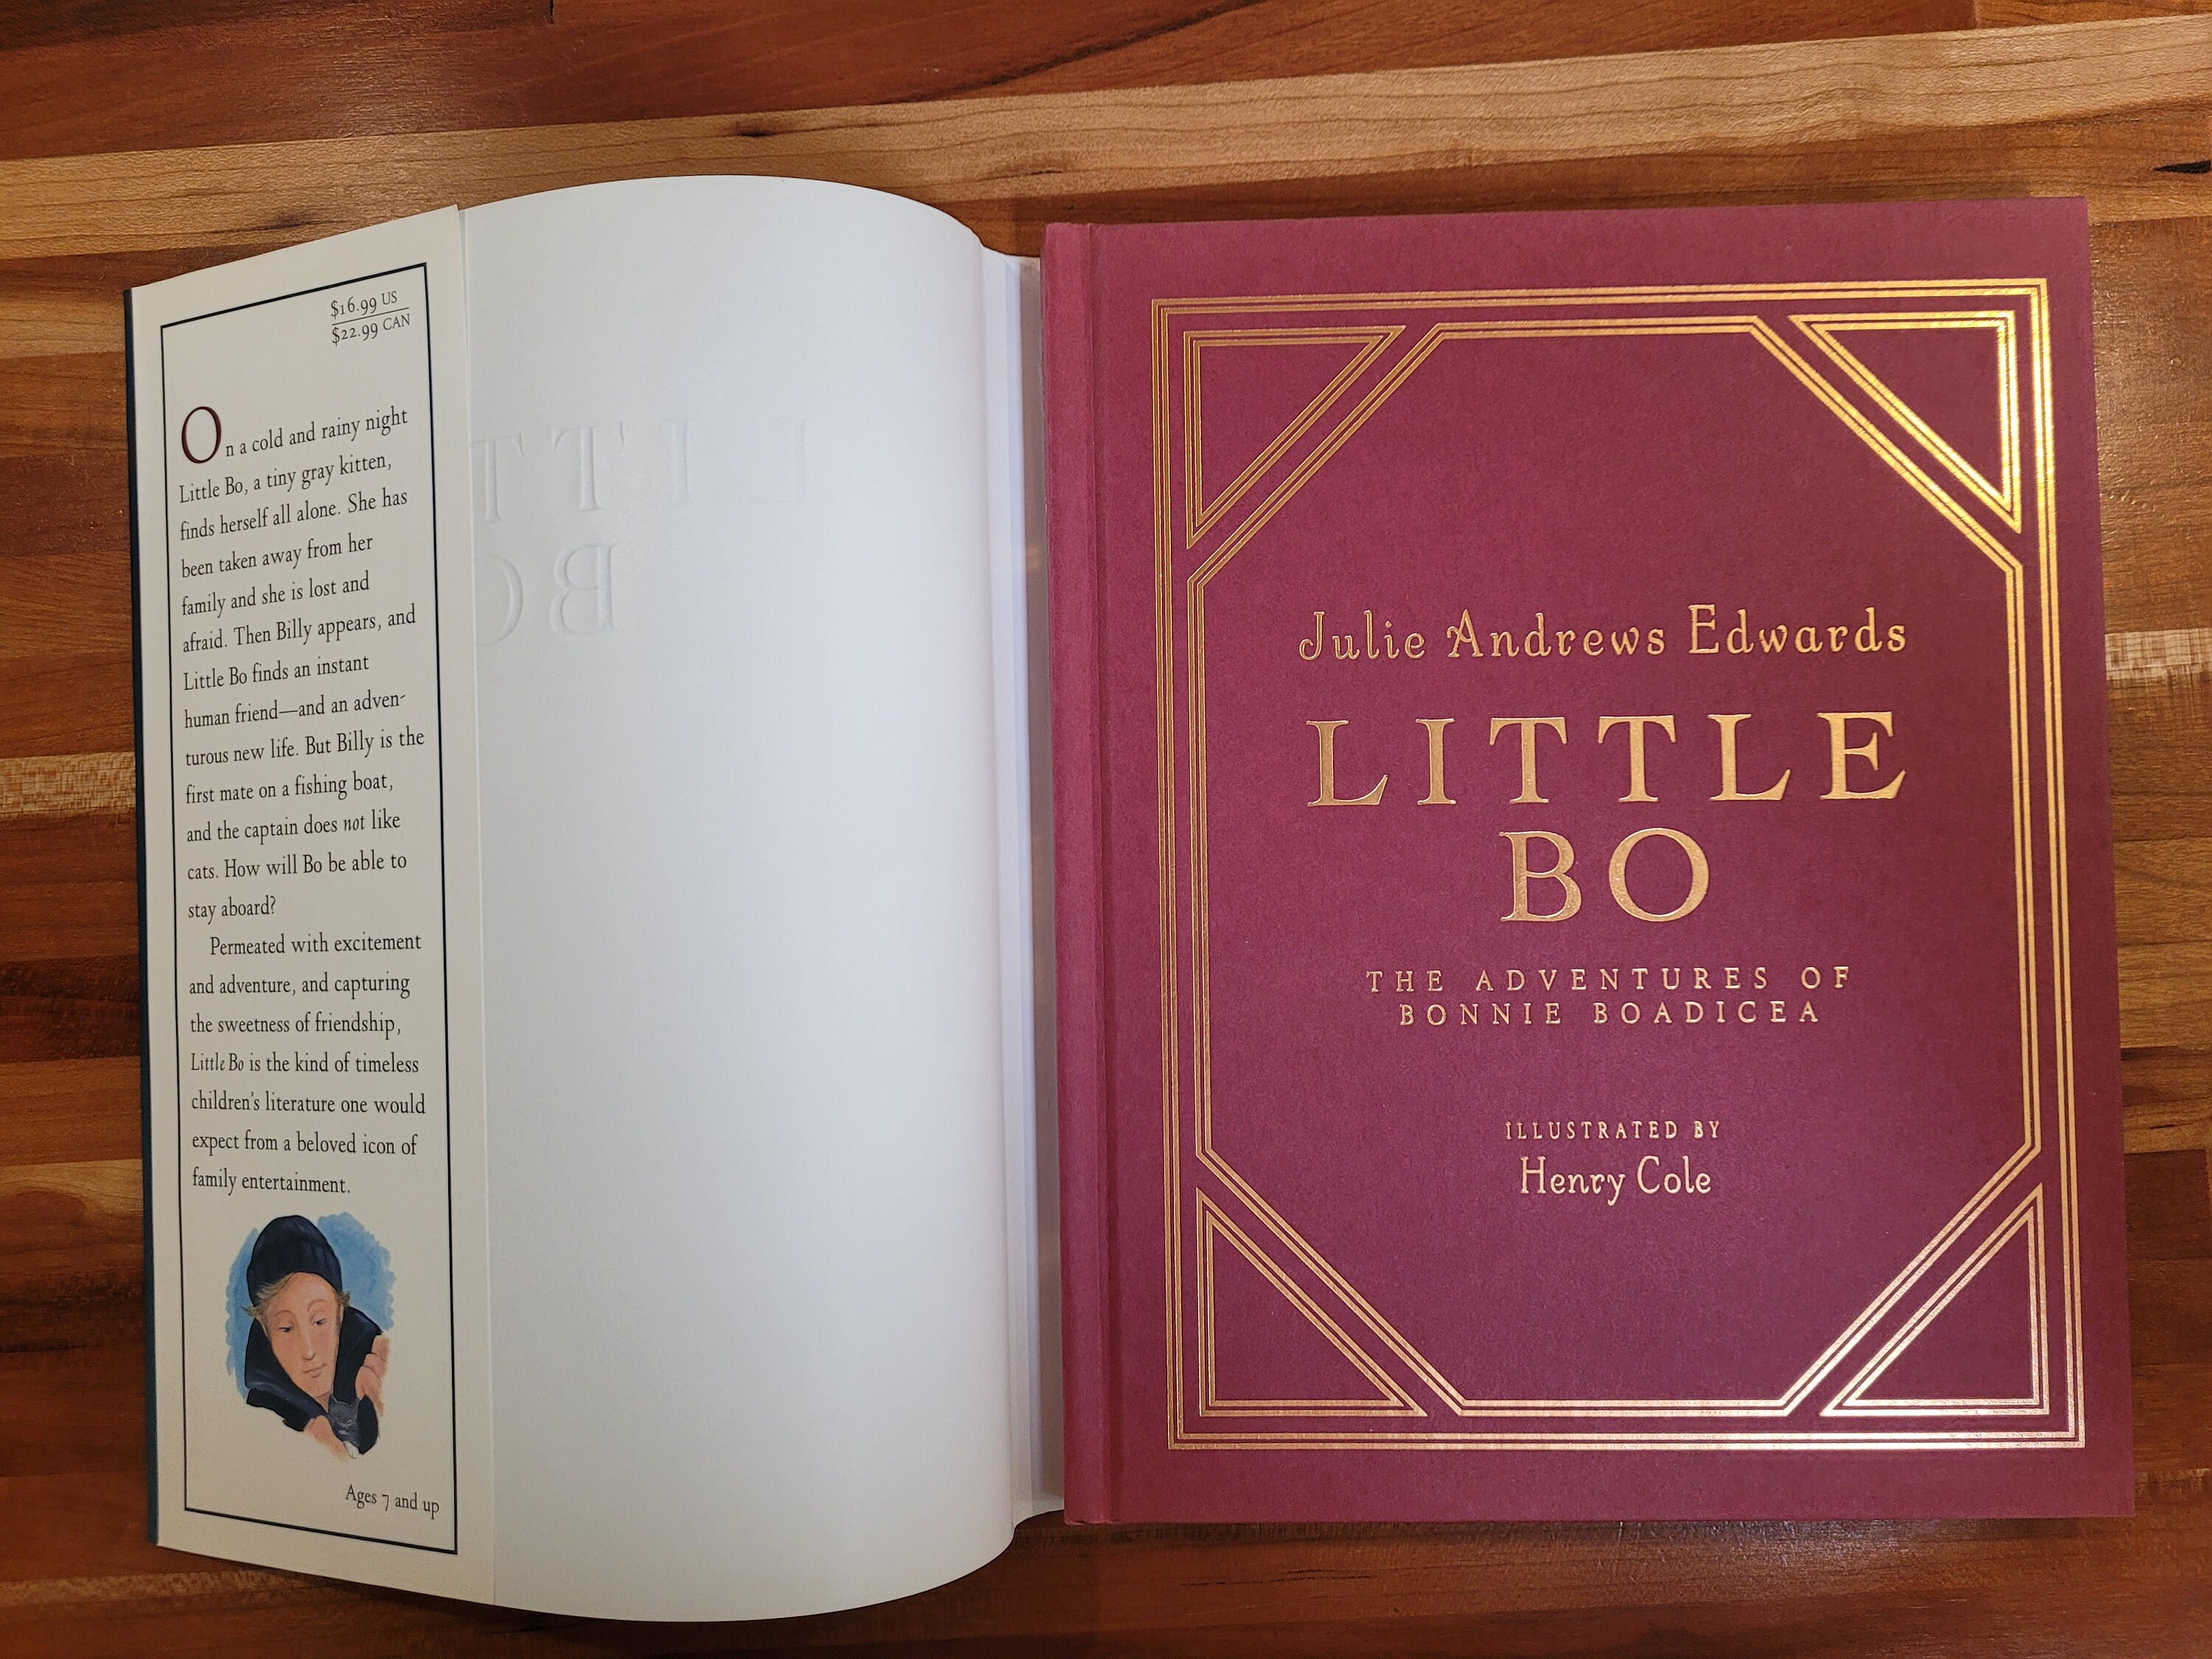 $16.99 US
$22.99 CAN
On a cold and rainy night
Little Bo, a tiny gray kitten,
finds herself all alone. She has
been taken away from her
family and she is lost and
afraid. Then Billy appears, and
Little Bo finds an instant
human friend—and an adven-
turous new life. But Billy is the
first mate on a fishing boat,
and the captain does not like
cats. How will Bo be able to
stay aboard?
Permeated with excitement
and adventure, and capturing
the sweetness of friendship,
Little Bo is the kind of timeless
children's literature one would
expect from a beloved icon of
family entertainment.
Ages 7 and up
LITT
BO
Julie Andrews Edwards
LITTLE
BO
THE ADVENTURES OF
BONNIE BOADICEA
ILLUSTRATED BY
Henry Cole